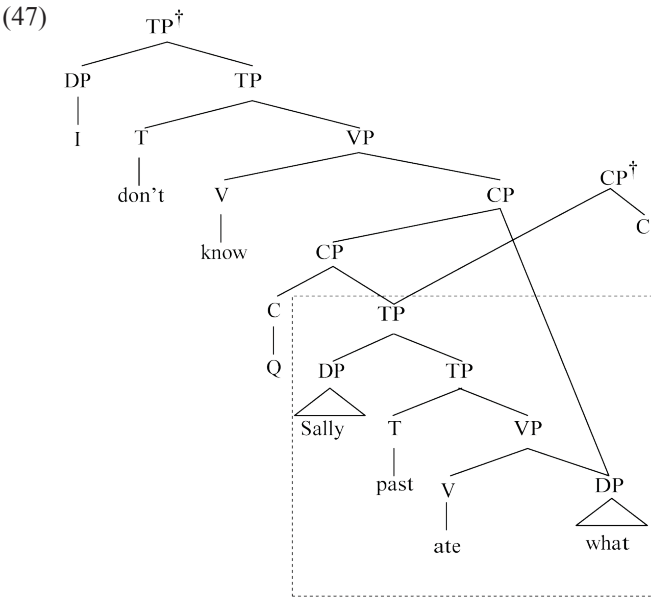 (47)
TP†
DP TP
I T VP
don't V CP CP†
know CP C
C TP
Q DP TP
Sally T VP
past V DP
ate what